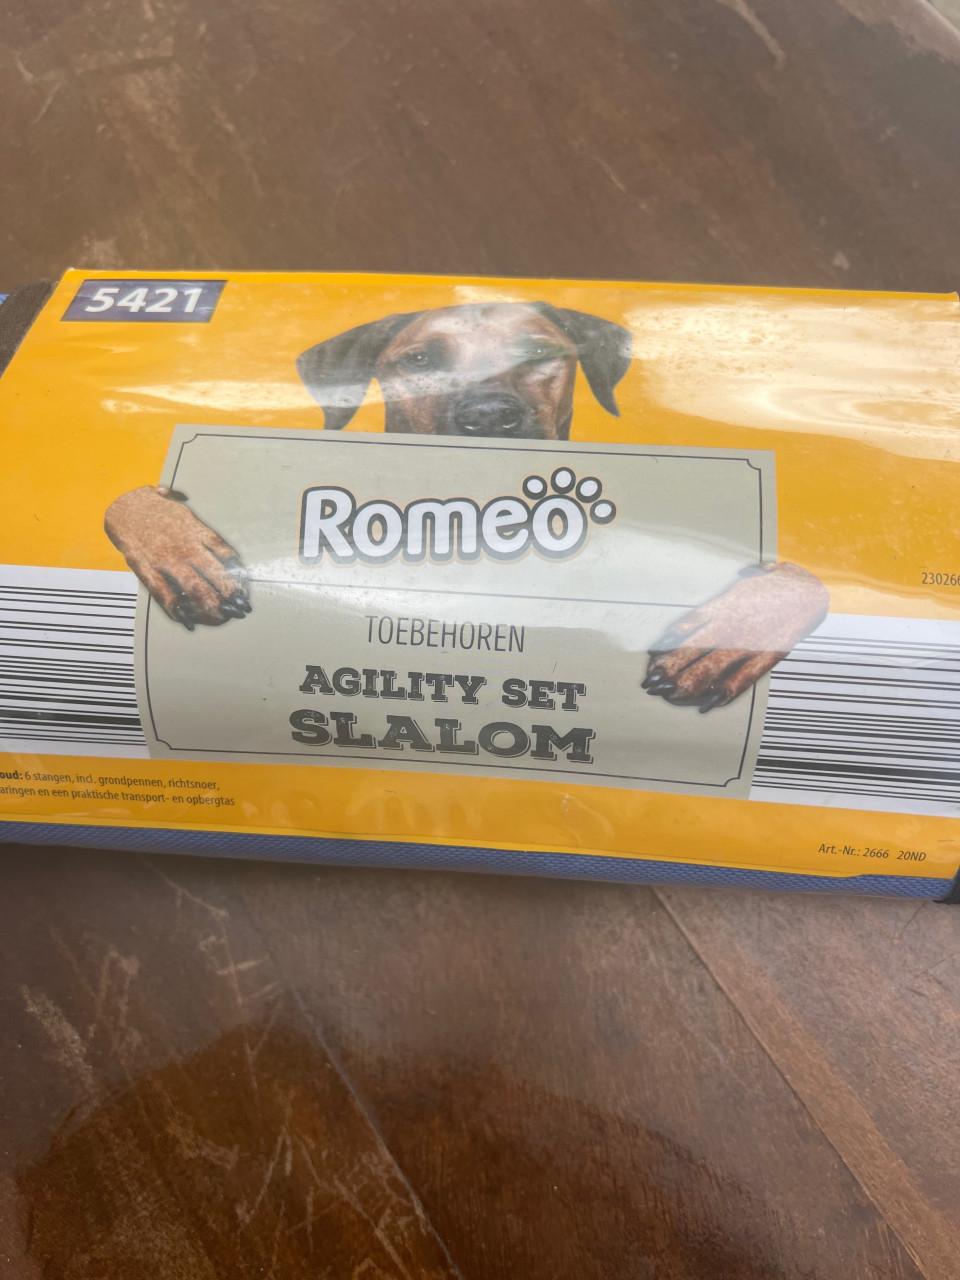 5421
Romeo
230266
TOEBEHOREN
AGILITY SET
SLALOM
oud: 6 stangen, incl. grondpennen, richtsnoer,
aringen en een praktische transport- en opbergtas
Art.-Nr.: 2666 20ND